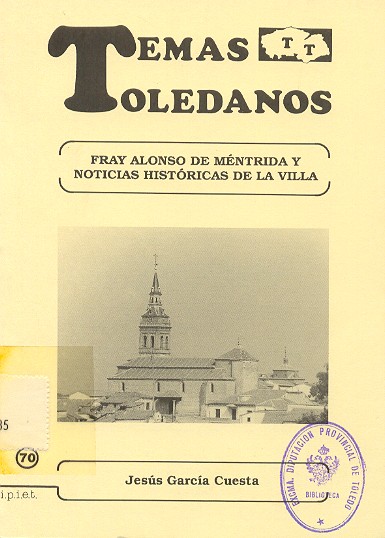 TEMAS TT
TOLEDANOS
FRAY ALONSO DE MÉNTRIDA Y
NOTICIAS HISTÓRICAS DE LA VILLA
70
Jesús García Cuesta
i.p.i.e.t.
EXCMA. DIPUTACIÓN PROVINCIAL DE TOLEDO
BIBLIOTECA